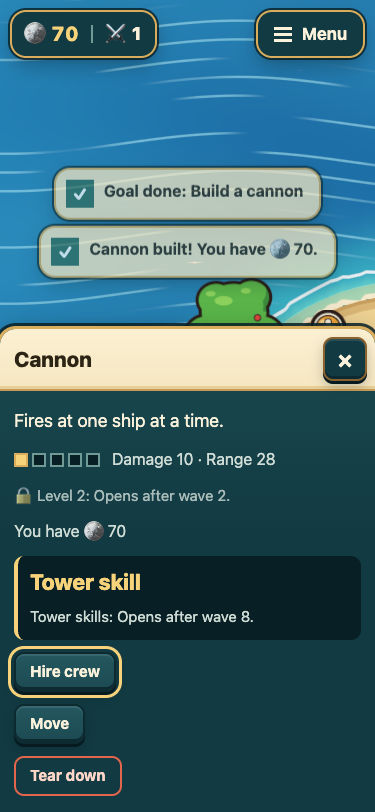 70 1 Menu
Goal done: Build a cannon
Cannon built! You have 70.
Cannon
Fires at one ship at a time.
Damage 10 · Range 28
Level 2: Opens after wave 2.
You have 70
Tower skill
Tower skills: Opens after wave 8.
Hire crew
Move
Tear down